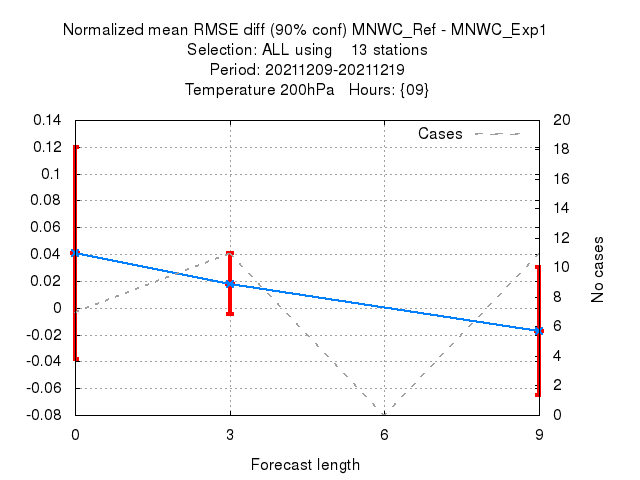 Normalized mean RMSE diff (90% conf) MNWC_Ref - MNWC_Exp1
Selection: ALL using    13 stations
Period: 20211209-20211219
Temperature 200hPa   Hours: {09}
Cases
0.14
0.12
0.1
0.08
0.06
0.04
0.02
0
-0.02
-0.04
-0.06
-0.08
20
18
16
14
12
10
8
6
4
2
0
No cases
0 3 6 9
Forecast length